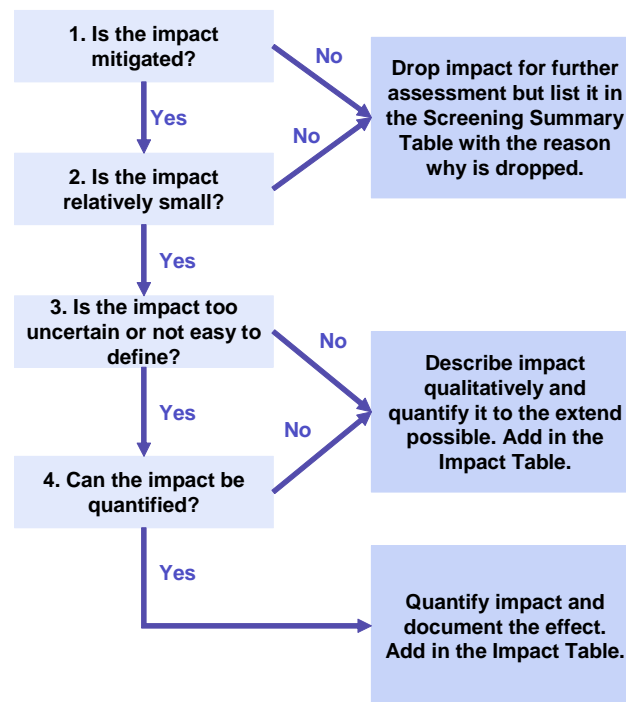 1. Is the impact
mitigated?
No
Drop impact for further
assessment but list it in
the Screening Summary
Table with the reason
why is dropped.
Yes
No
2. Is the impact
relatively small?
Yes
3. Is the impact too
uncertain or not easy to
define?
No
Describe impact
qualitatively and
quantify it to the extend
possible. Add in the
Impact Table.
Yes
No
4. Can the impact be
quantified?
Yes
Quantify impact and
document the effect.
Add in the Impact Table.